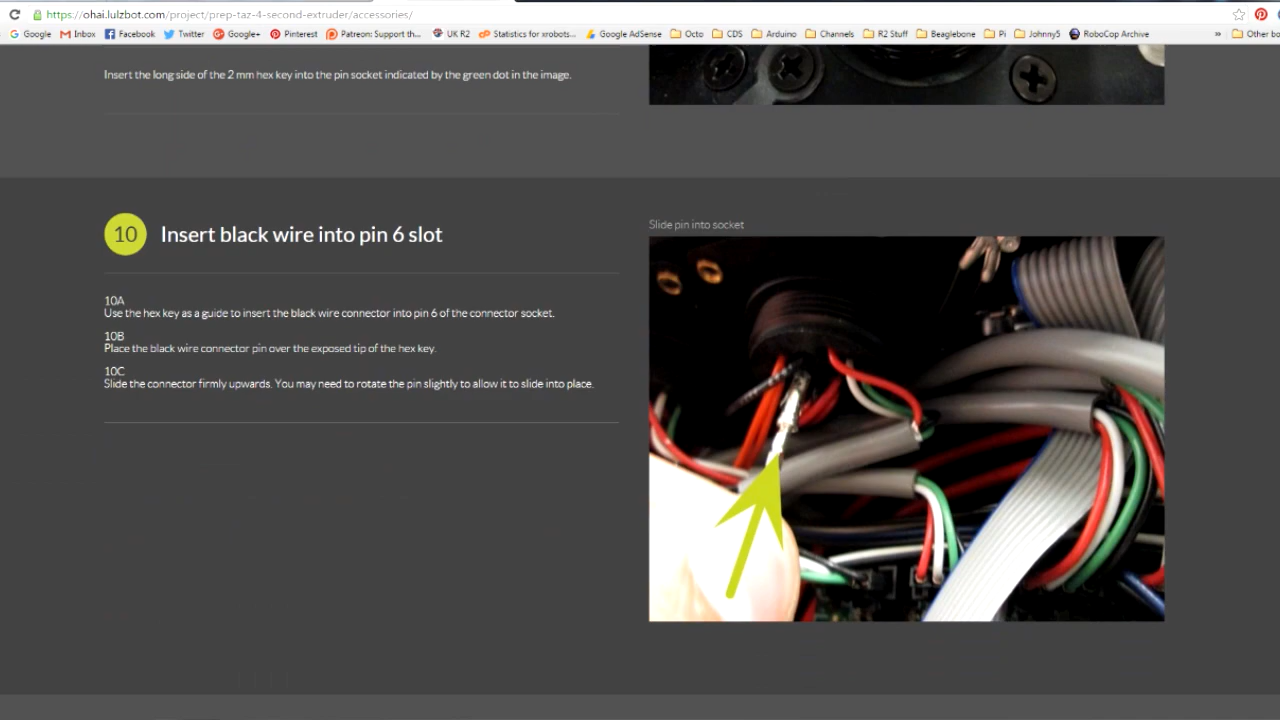 https://ohai.lulzbot.com/project/prep-taz-4-second-extruder/accessories/
Google Inbox Facebook Twitter Google+ Pinterest Patreon: Support th... UK R2 Statistics for xrobots... Google AdSense Octo CDS Arduino Channels R2 Stuff Beaglebone Pi Johnny5 RoboCop Archive » Other bo
Insert the long side of the 2 mm hex key into the pin socket indicated by the green dot in the image.
10 Insert black wire into pin 6 slot
Slide pin into socket
10A
Use the hex key as a guide to insert the black wire connector into pin 6 of the connector socket.
10B
Place the black wire connector pin over the exposed tip of the hex key.
10C
Slide the connector firmly upwards. You may need to rotate the pin slightly to allow it to slide into place.